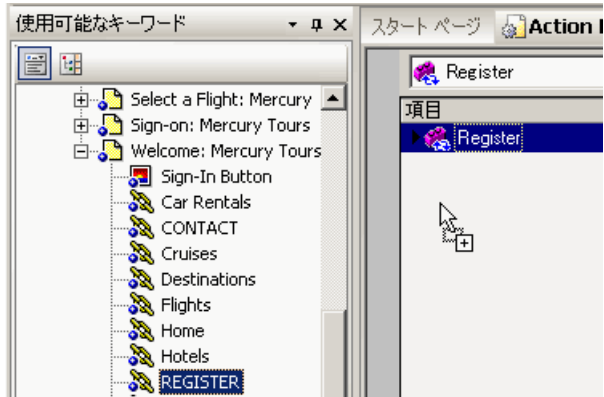 使用可能なキーワード
Select a Flight: Mercury
Sign-on: Mercury Tours
Welcome: Mercury Tours
Sign-In Button
Car Rentals
CONTACT
Cruises
Destinations
Flights
Home
Hotels
REGISTER
スタート ページ Action
Register
項目
Register